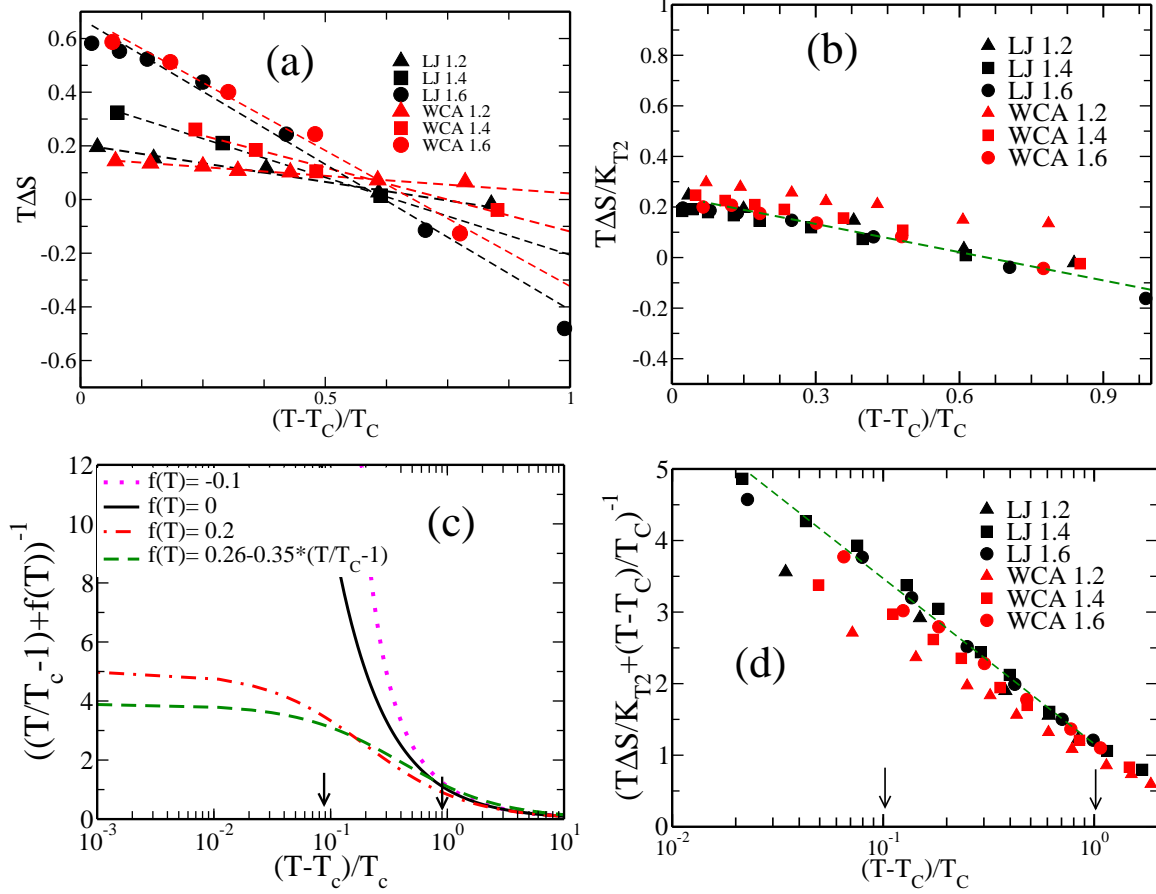 (a)
LJ 1.2
LJ 1.4
LJ 1.6
WCA 1.2
WCA 1.4
WCA 1.6
TΔS
0.6
0.4
0.2
0
-0.2
-0.4
-0.6
0
0.5
1
(T-T_C)/T_C
(b)
LJ 1.2
LJ 1.4
LJ 1.6
WCA 1.2
WCA 1.4
WCA 1.6
TΔS/K_{T2}
1
0.8
0.6
0.4
0.2
0
-0.2
-0.4
0
0.3
0.6
0.9
(T-T_C)/T_C
(c)
f(T)= -0.1
f(T)= 0
f(T)= 0.2
f(T)= 0.26-0.35*(T/T_C-1)
((T/T_c -1)+f(T))^{-1}
12
10
8
6
4
2
0
10^{-3}
10^{-2}
10^{-1}
10^{0}
10^{1}
(T-T_c)/T_c
(d)
LJ 1.2
LJ 1.4
LJ 1.6
WCA 1.2
WCA 1.4
WCA 1.6
(TΔS/K_{T2}+(T-T_C)/T_C)^{-1}
5
4
3
2
1
0
10^{-2}
10^{-1}
10^{0}
(T-T_C)/T_C